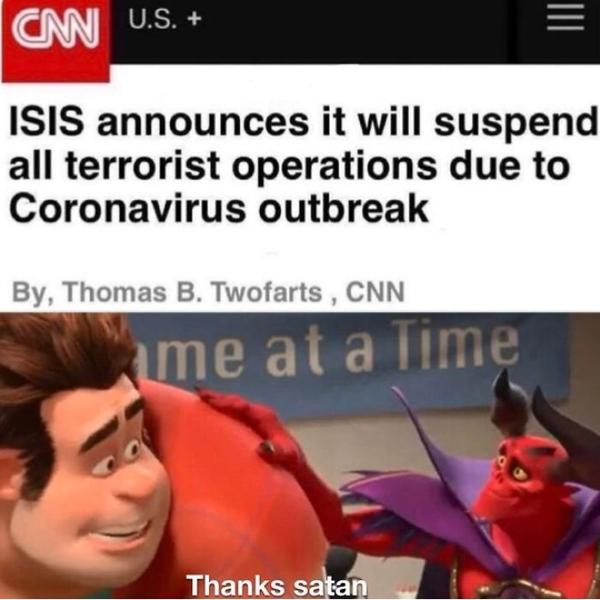 CNN
U.S. +
ISIS announces it will suspend
all terrorist operations due to
Coronavirus outbreak
By, Thomas B. Twofarts , CNN
ame at a Time
Thanks satan